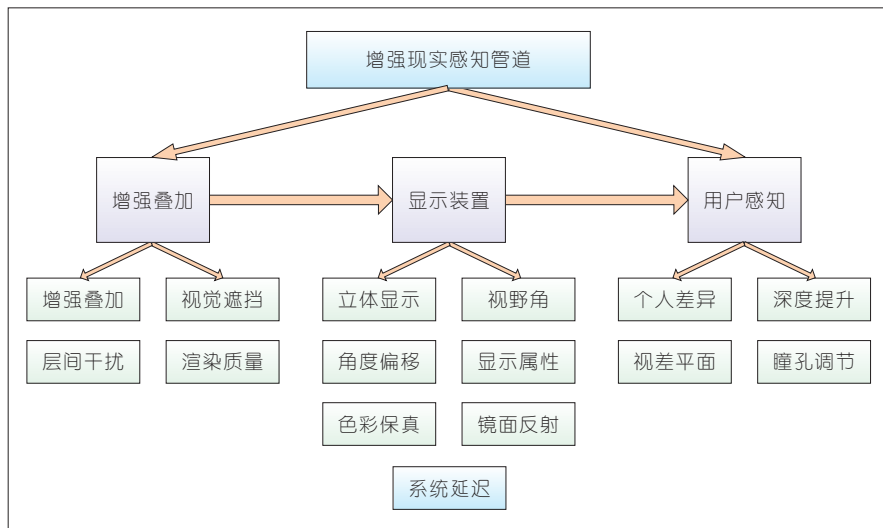 增强现实感知管道
增强叠加
显示装置
用户感知
增强叠加
视觉遮挡
立体显示
视野角
个人差异
深度提升
层间干扰
渲染质量
角度偏移
显示属性
视差平面
瞳孔调节
色彩保真
镜面反射
系统延迟